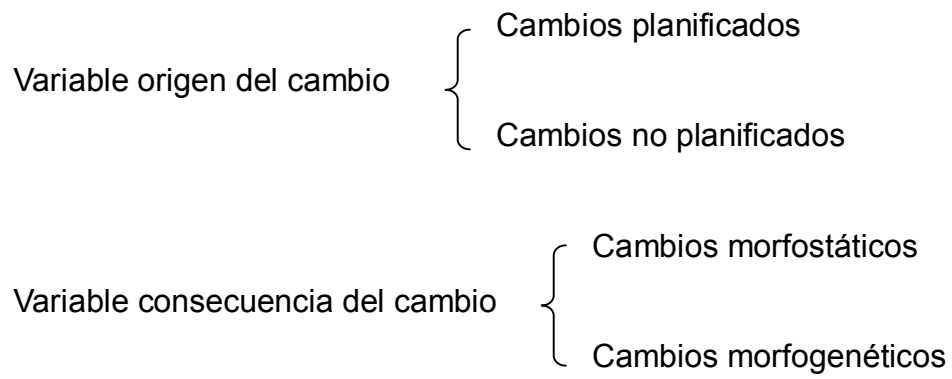 Cambios planificados
Variable origen del cambio
Cambios no planificados
Cambios morfostáticos
Variable consecuencia del cambio
Cambios morfogenéticos